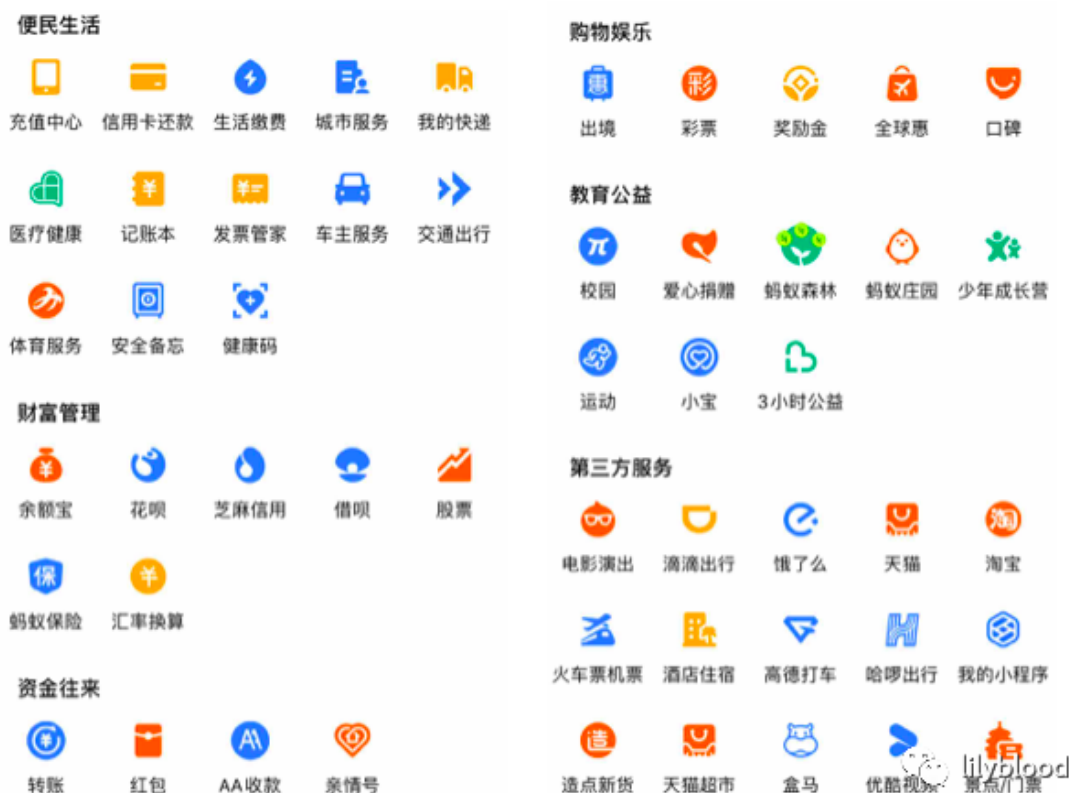 便民生活
充值中心 信用卡还款 生活缴费 城市服务 我的快递
医疗健康 记账本 发票管家 车主服务 交通出行
体育服务 安全备忘 健康码
财富管理
余额宝 花呗 芝麻信用 借呗 股票
保
蚂蚁保险 汇率换算
资金往来
AA
转账 红包 AA收款 亲情号
购物娱乐
惠 彩
出境 彩票 奖励金 全球惠 口碑
教育公益
π
校园 爱心捐赠 蚂蚁森林 蚂蚁庄园 少年成长营
运动 小宝 3小时公益
第三方服务
淘
电影演出 滴滴出行 饿了么 天猫 淘宝
火车票机票 酒店住宿 高德打车 哈啰出行 我的小程序
造
造点新货 天猫超市 盒马 优酷视频 景点/门票
lilyblood